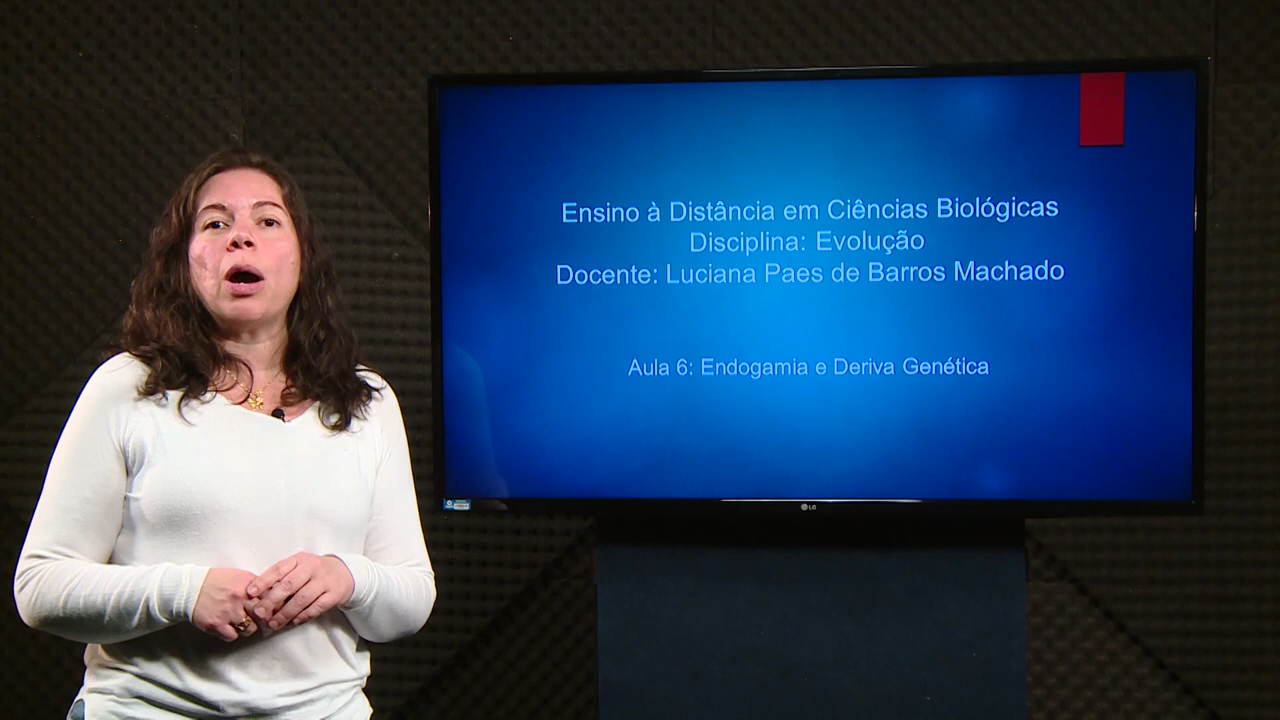 Ensino à Distância em Ciências Biológicas
Disciplina: Evolução
Docente: Luciana Paes de Barros Machado
Aula 6: Endogamia e Deriva Genética
LG